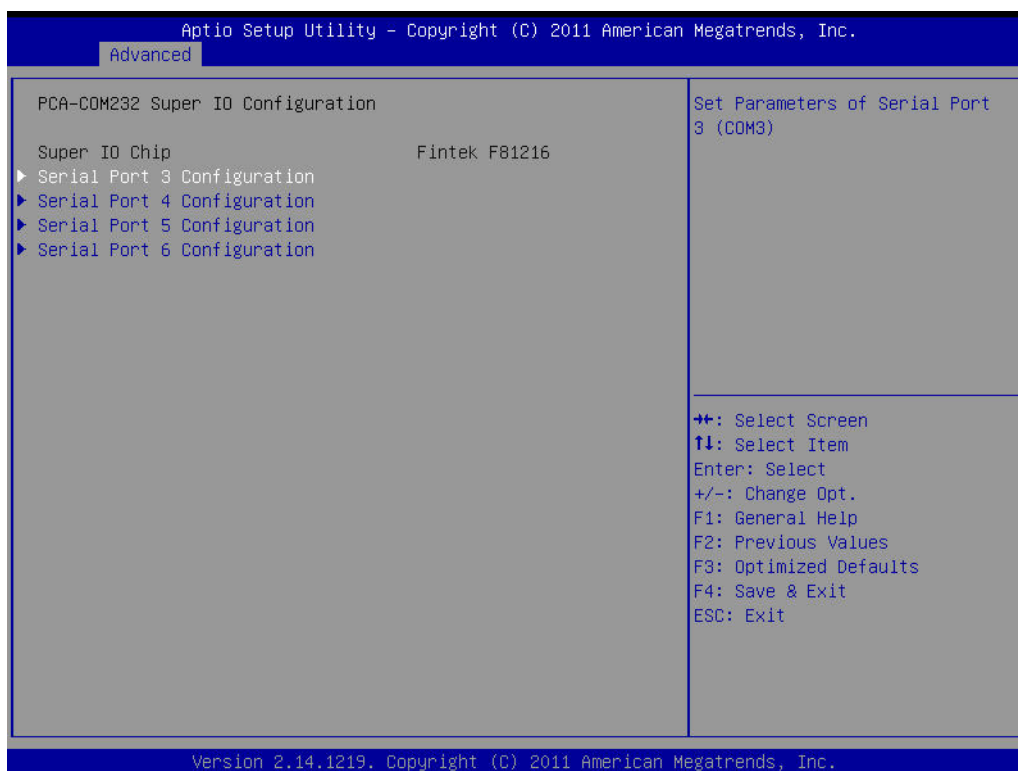 Aptio Setup Utility – Copyright (C) 2011 American Megatrends, Inc.
Advanced
PCA-COM232 Super IO Configuration
Super IO Chip Fintek F81216
▶ Serial Port 3 Configuration
▶ Serial Port 4 Configuration
▶ Serial Port 5 Configuration
▶ Serial Port 6 Configuration
Set Parameters of Serial Port
3 (COM3)
→←: Select Screen
↑↓: Select Item
Enter: Select
+/-: Change Opt.
F1: General Help
F2: Previous Values
F3: Optimized Defaults
F4: Save & Exit
ESC: Exit
Version 2.14.1219. Copyright (C) 2011 American Megatrends, Inc.